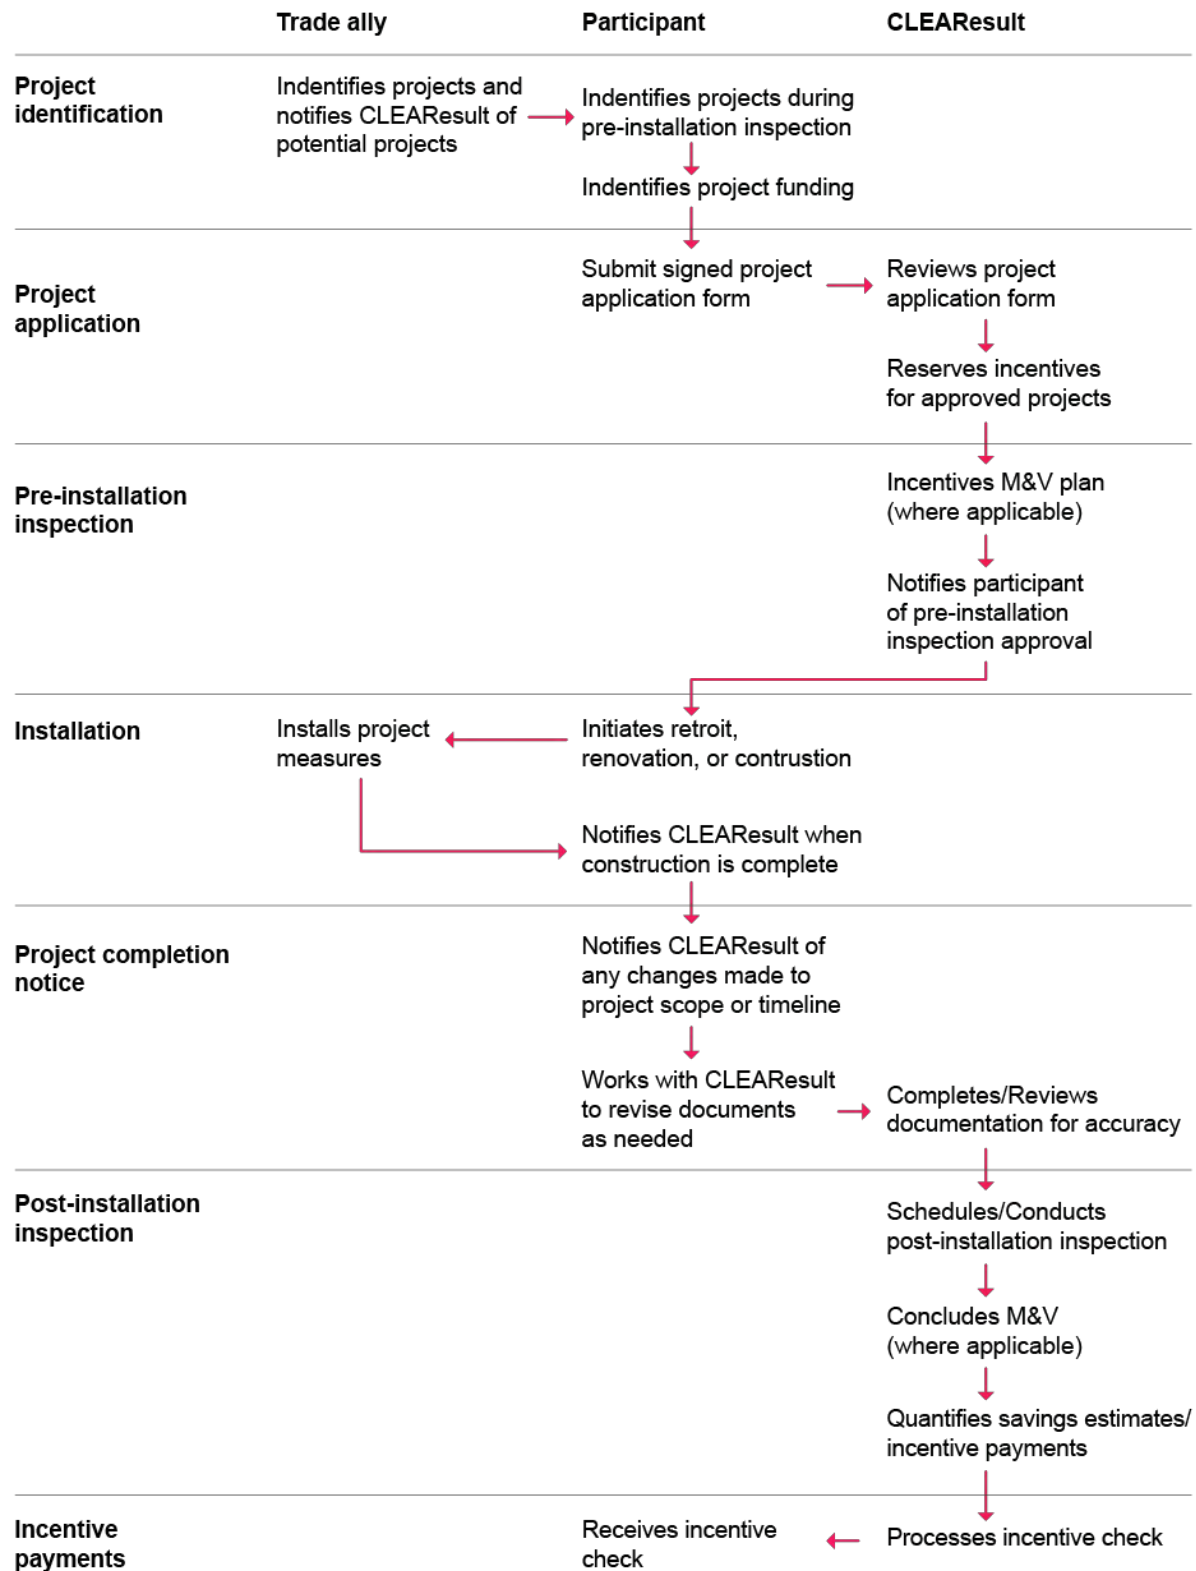 Trade ally
Participant
CLEAResult
Project
identification
Indentifies projects and
notifies CLEAResult of
potential projects
Indentifies projects during
pre-installation inspection
Indentifies project funding
Project
application
Submit signed project
application form
Reviews project
application form
Reserves incentives
for approved projects
Pre-installation
inspection
Incentives M&V plan
(where applicable)
Notifies participant
of pre-installation
inspection approval
Installation
Installs project
measures
Initiates retroit,
renovation, or contrustion
Notifies CLEAResult when
construction is complete
Project completion
notice
Notifies CLEAResult of
any changes made to
project scope or timeline
Works with CLEAResult
to revise documents
as needed
Completes/Reviews
documentation for accuracy
Post-installation
inspection
Schedules/Conducts
post-installation inspection
Concludes M&V
(where applicable)
Quantifies savings estimates/
incentive payments
Incentive
payments
Receives incentive
check
Processes incentive check